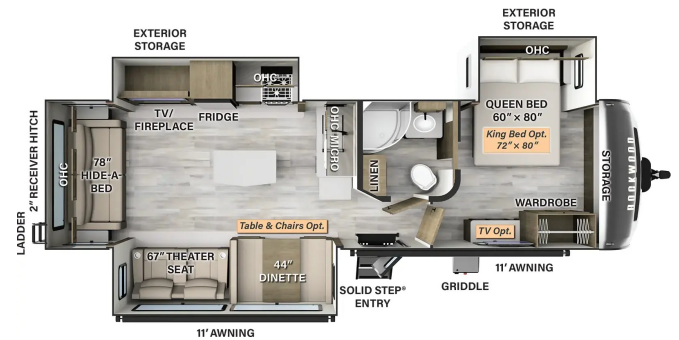 EXTERIOR
STORAGE
EXTERIOR
STORAGE
OHC
OHC
TV/
FIREPLACE
FRIDGE
QUEEN BED
60" × 80"
King Bed Opt.
72" × 80"
OHC/MICRO
LINEN
2" RECEIVER HITCH
LADDER
OHC
78"
HIDE-A-
BED
STORAGE
ROCKWOOD
WARDROBE
Table & Chairs Opt.
TV Opt.
67" THEATER
SEAT
44"
DINETTE
SOLID STEP®
ENTRY
GRIDDLE
11' AWNING
11' AWNING